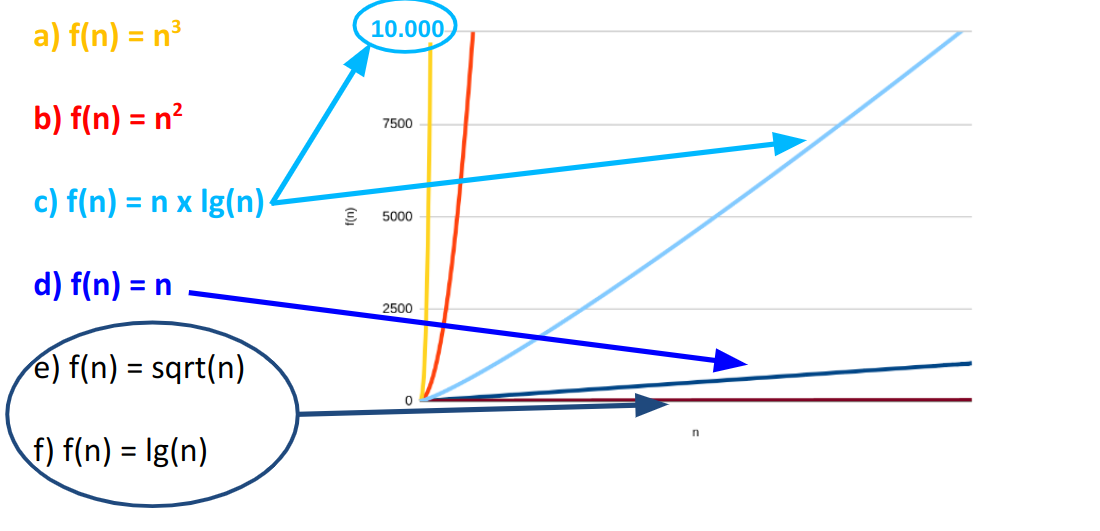 a) f(n) = n³
b) f(n) = n²
c) f(n) = n x lg(n)
d) f(n) = n
e) f(n) = sqrt(n)
f) f(n) = lg(n)
10.000
7500
5000
2500
0
f(n)
n